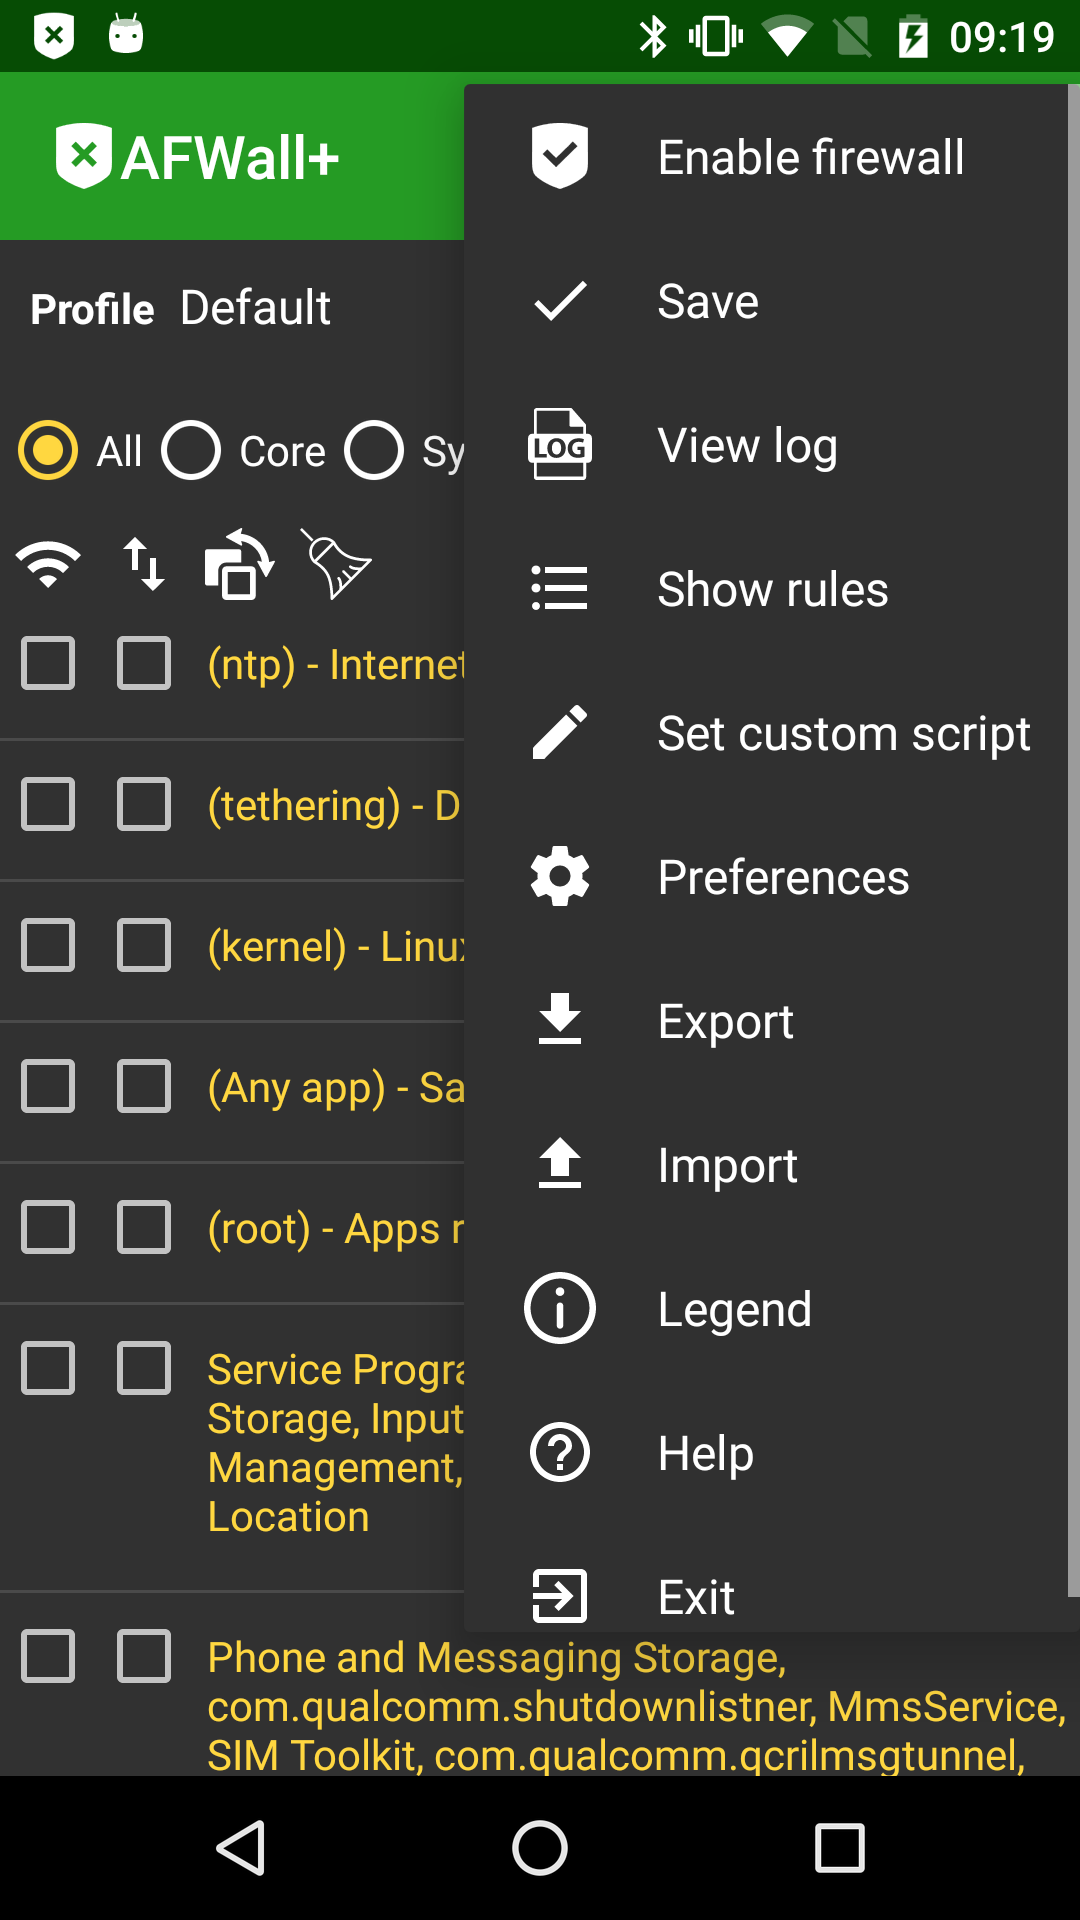 09:19
AFWall+
Enable firewall
Profile Default
Save
All Core Sy
View log
LOG
Show rules
(ntp) - Internet
Set custom script
(tethering) - D
Preferences
(kernel) - Linux
Export
(Any app) - Sa
Import
(root) - Apps r
Legend
Service Progra
Storage, Input
Management,
Location
Help
Exit
Phone and Messaging Storage,
com.qualcomm.shutdownlistner, MmsService,
SIM Toolkit, com.qualcomm.qcrilmsgtunnel,